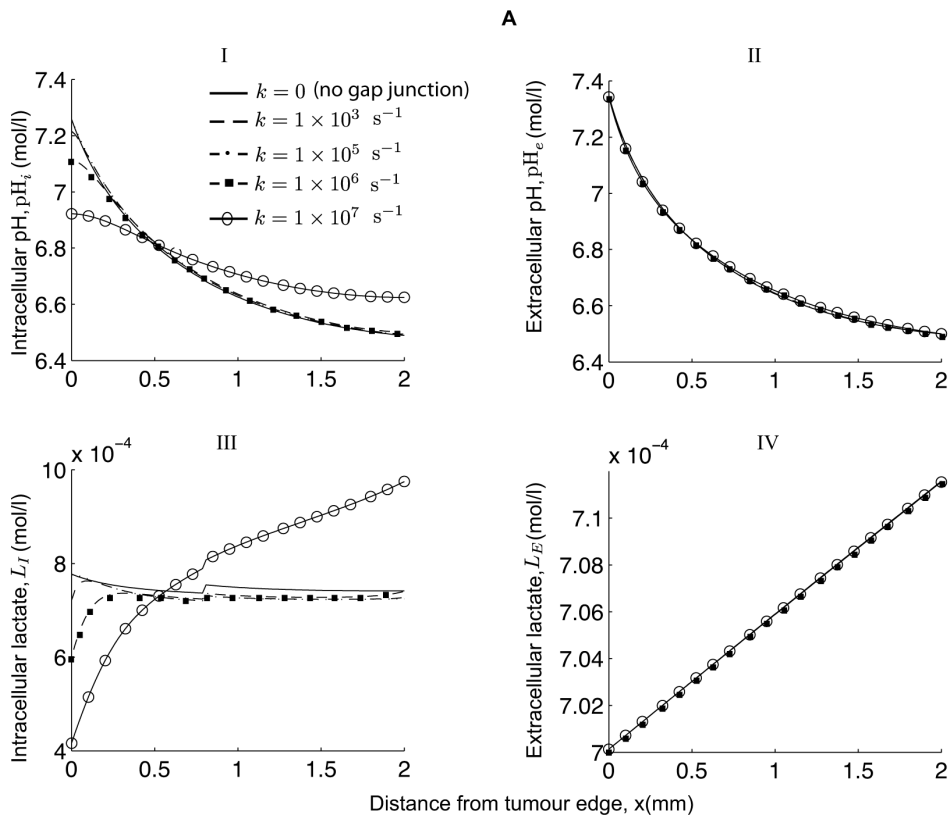 A
I
II
7.4
7.2
7
6.8
6.6
6.4
0
0.5
1
1.5
2
Intracellular pH, pH_i (mol/l)
k = 0 (no gap junction)
k = 1 × 10^3 s^−1
k = 1 × 10^5 s^−1
k = 1 × 10^6 s^−1
k = 1 × 10^7 s^−1
7.4
7.2
7
6.8
6.6
6.4
0
0.5
1
1.5
2
Extracellular pH, pH_e (mol/l)
III
x 10^−4
10
8
6
4
0
0.5
1
1.5
2
Intracellular lactate, L_I (mol/l)
IV
x 10^−4
7.1
7.08
7.06
7.04
7.02
7
0
0.5
1
1.5
2
Extracellular lactate, L_E (mol/l)
Distance from tumour edge, x(mm)